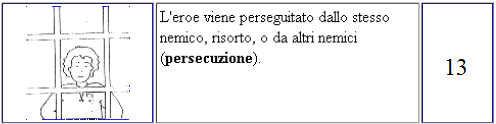 L'eroe viene perseguitato dallo stesso
nemico, risorto, o da altri nemici
(persecuzione).
13